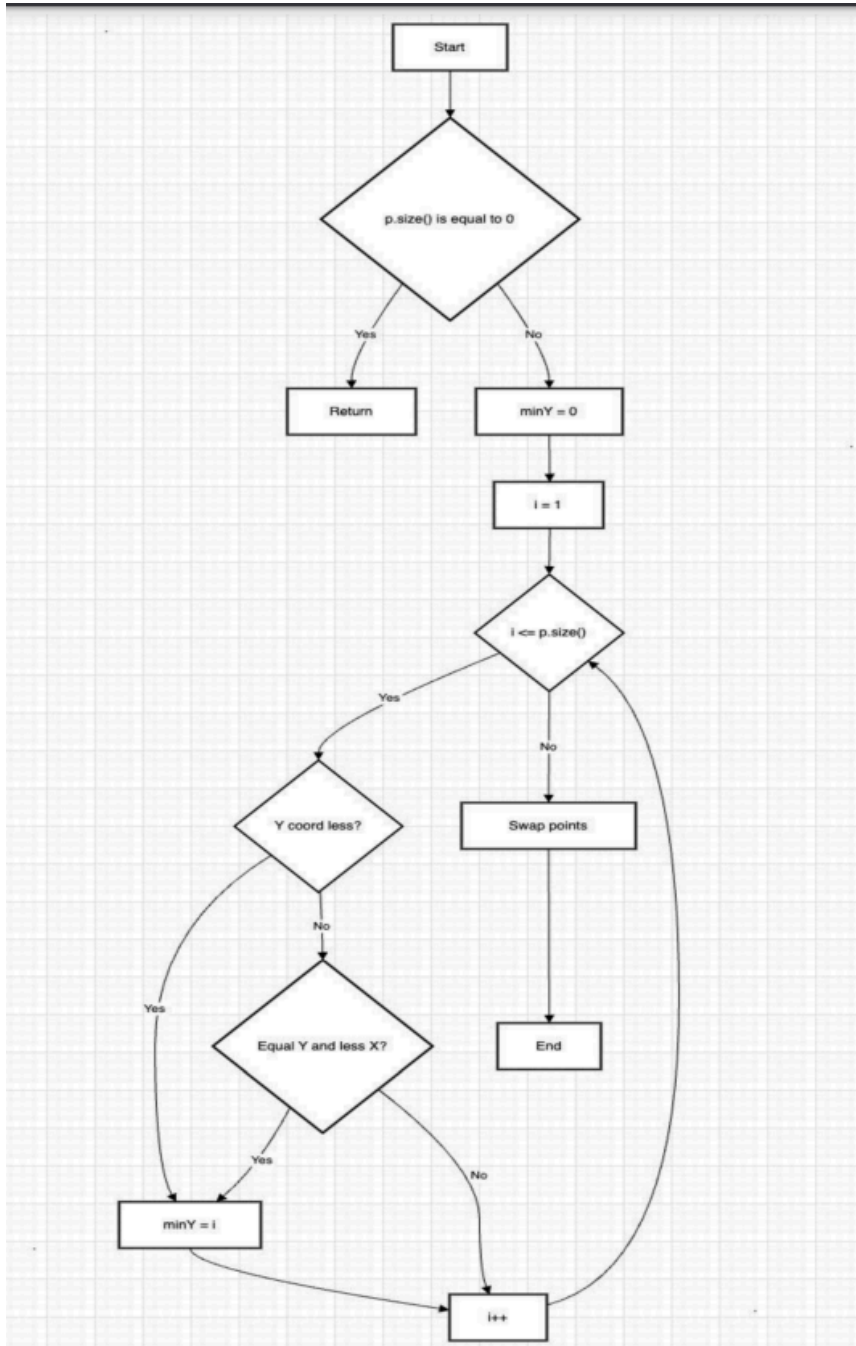 Start
p.size() is equal to 0
Yes
No
Return
minY = 0
i = 1
i <= p.size()
Yes
No
Y coord less?
Swap points
No
Yes
Equal Y and less X?
End
Yes
No
minY = i
i++